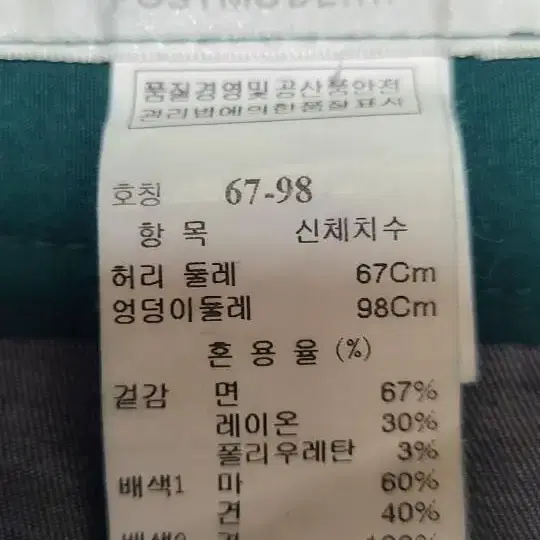 POSTMODERN
품질경영및 공산품안전
관리법에의한품질표시
호칭 67-98
항 목 신체치수
허리 둘레 67Cm
엉덩이둘레 98Cm
혼 용 율 (%)
겉감 면 67%
레이온 30%
폴리우레탄 3%
배색1 마 60%
견 40%